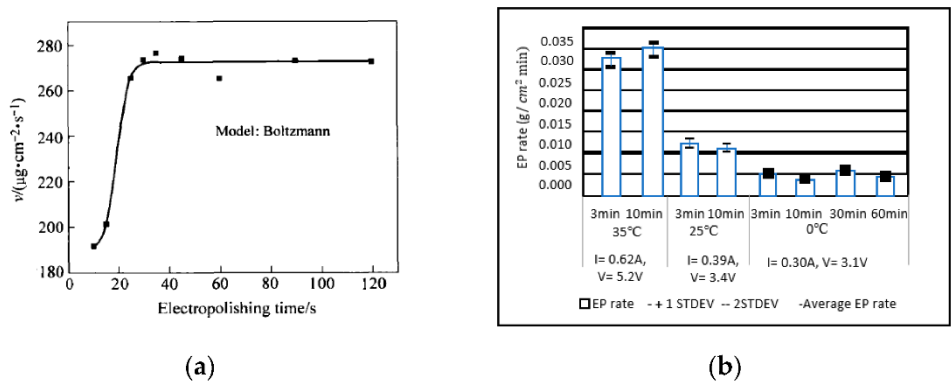 280
260
240
220
200
180
v/(μg•cm−2•s−1)
Model: Boltzmann
0 20 40 60 80 100 120
Electropolishing time/s
(a)
EP rate (g/ cm2 min)
0.035
0.030
0.025
0.020
0.015
0.010
0.005
0.000
3min 10min 3min 10min 3min 10min 30min 60min
35℃ 25℃ 0℃
I= 0.62A, I= 0.39A, I= 0.30A, V= 3.1V
V= 5.2V V= 3.4V
EP rate -+ 1 STDEV -- 2STDEV -Average EP rate
(b)